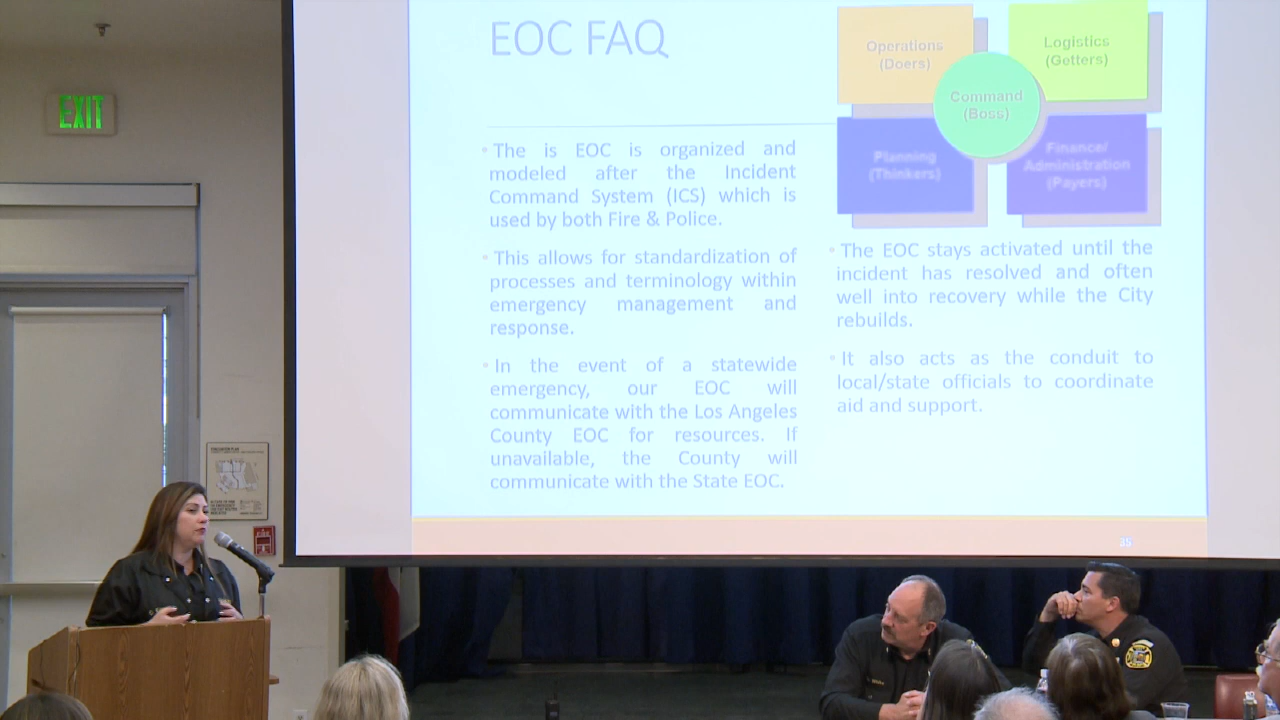 EOC FAQ
Operations
(Doers)
Logistics
(Getters)
Command
(Boss)
Planning
(Thinkers)
Finance/
Administration
(Payers)
EXIT
The is EOC is organized and
modeled after the Incident
Command System (ICS) which is
used by both Fire & Police.
This allows for standardization of
processes and terminology within
emergency management and
response.
In the event of a statewide
emergency, our EOC will
communicate with the Los Angeles
County EOC for resources. If
unavailable, the County will
communicate with the State EOC.
The EOC stays activated until the
incident has resolved and often
well into recovery while the City
rebuilds.
It also acts as the conduit to
local/state officials to coordinate
aid and support.
EVACUATION PLAN
FIRE